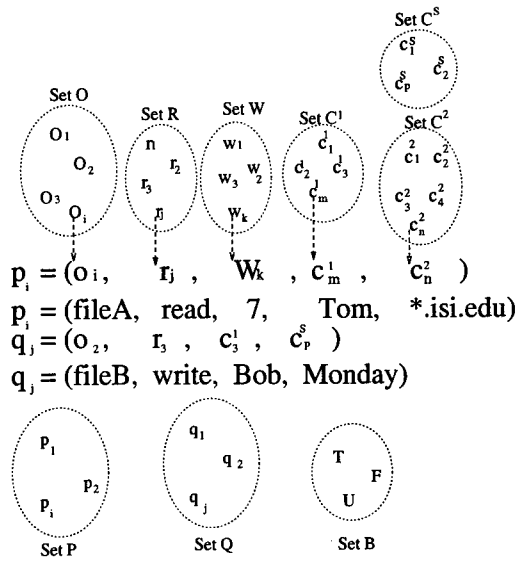 Set C^S
c_1^S
c_2^S
c_p^S
Set O
Set R
Set W
Set C^1
Set C^2
O_1
O_2
O_3
O_i
n
r_2
r_3
r_j
w_1
w_2
w_3
w_k
c_1^1
d_2
c_3^1
c_m^1
c_1^2
c_2^2
c_3^2
c_4^2
c_n^2
p_i = (o_i, r_j , W_k , c_m^1 , c_n^2 )
p_i = (fileA, read, 7, Tom, *.isi.edu)
q_j = (o_2, r_3 , c_3^1 , c_p^s )
q_j = (fileB, write, Bob, Monday)
p_1
p_2
p_i
q_1
q_2
q_j
T
F
U
Set P
Set Q
Set B